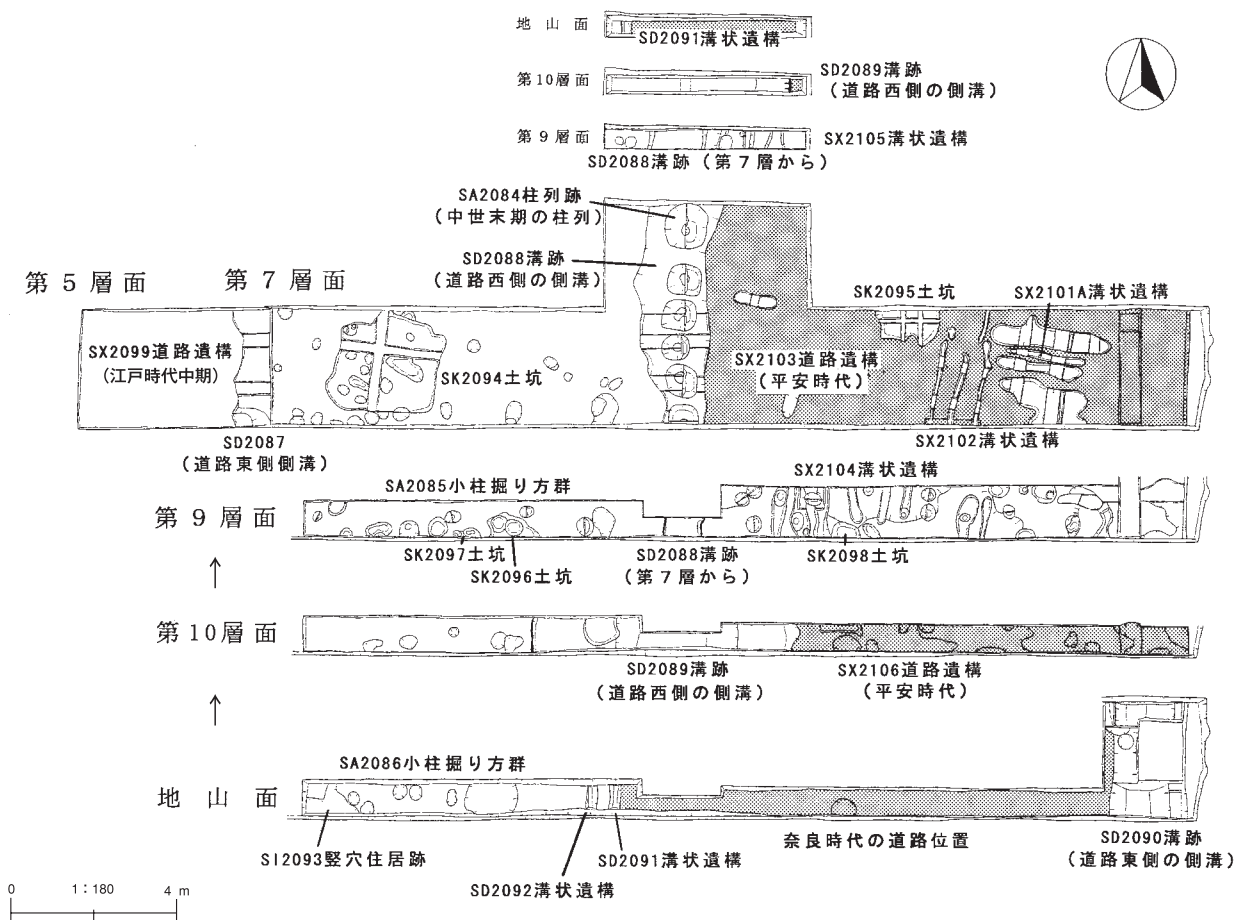 地山面
SD2091溝状遺構
第10層面
SD2089溝跡
(道路西側の側溝)
第9層面
SX2105溝状遺構
SD2088溝跡(第7層から)
SA2084柱列跡
(中世末期の柱列)
SD2088溝跡
(道路西側の側溝)
第5層面
第7層面
SK2095土坑
SX2101A溝状遺構
SX2099道路遺構
(江戸時代中期)
SK2094土坑
SX2103道路遺構
(平安時代)
SD2087
(道路東側側溝)
SX2102溝状遺構
SA2085小柱掘り方群
SX2104溝状遺構
第9層面
SK2097土坑
SK2096土坑
SD2088溝跡
(第7層から)
SK2098土坑
第10層面
SD2089溝跡
(道路西側の側溝)
SX2106道路遺構
(平安時代)
SA2086小柱掘り方群
地山面
SI2093竪穴住居跡
SD2091溝状遺構
SD2092溝状遺構
奈良時代の道路位置
SD2090溝跡
(道路東側の側溝)
0 1:180 4 m